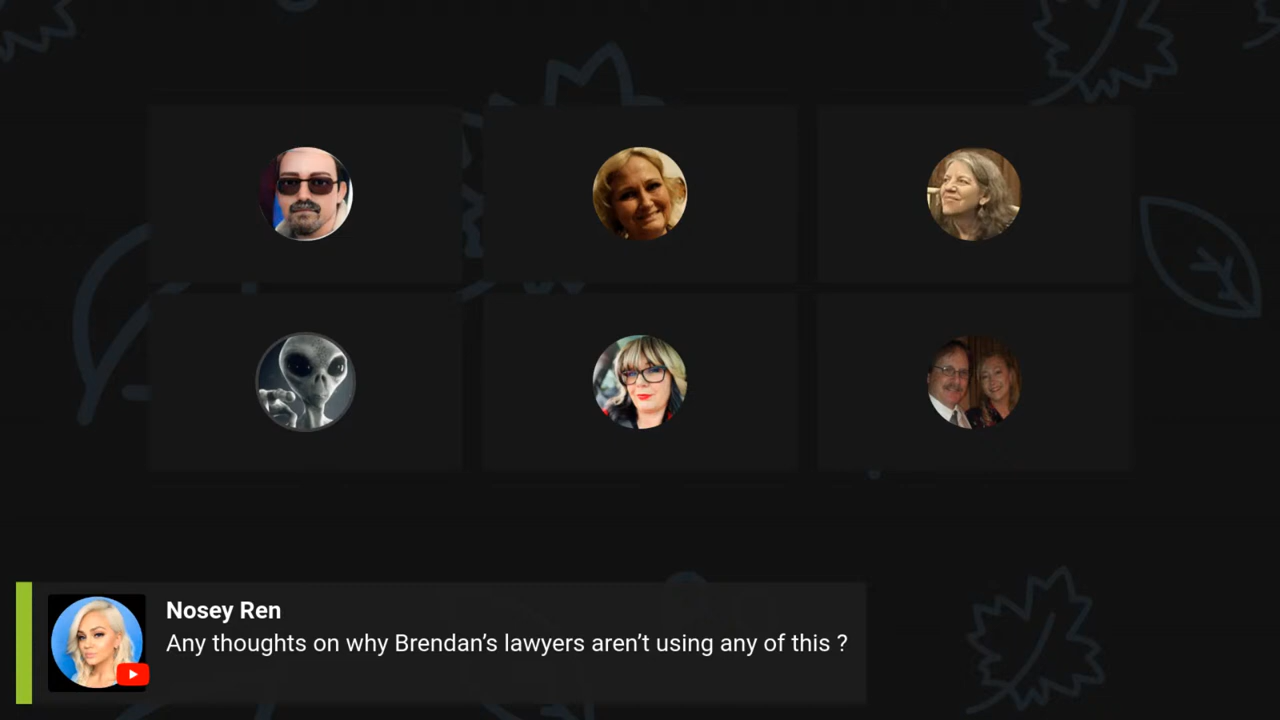 Nosey Ren
Any thoughts on why Brendan’s lawyers aren’t using any of this ?